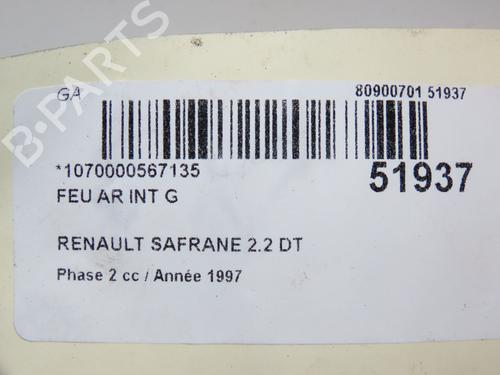 B-PARTS
GA
80900701 51937
*1070000567135
51937
FEU AR INT G
RENAULT SAFRANE 2.2 DT
Phase 2 cc / Année 1997